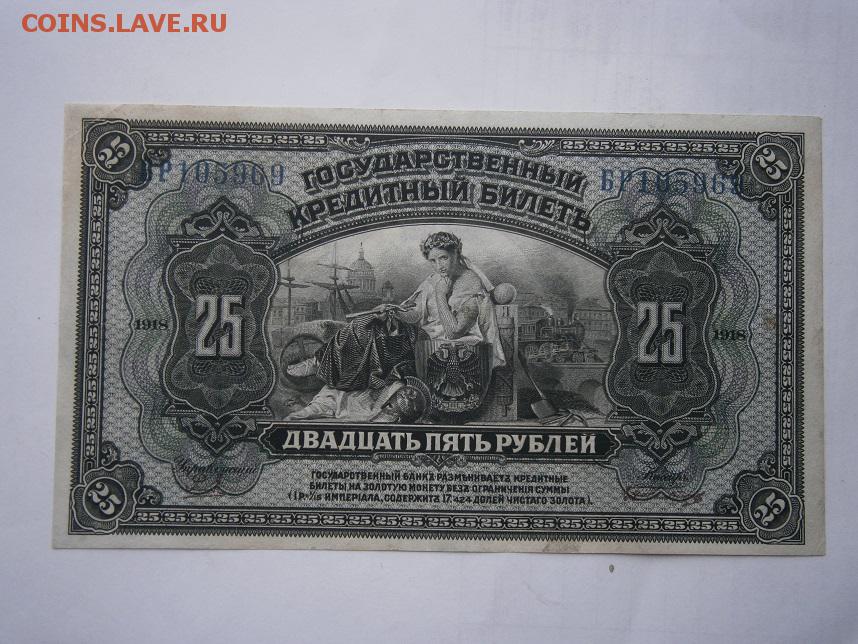 COINS.LAVE.RU
25 25
БР105969 БР105969
ГОСУДАРСТВЕННЫЙ
КРЕДИТНЫЙ БИЛЕТЪ
25 25
1918 1918
ДВАДЦАТЬ ПЯТЬ РУБЛЕЙ
ГОСУДАРСТВЕННЫЙ БАНКЪ РАЗМѢНИВАЕТЪ КРЕДИТНЫЕ
БИЛЕТЫ НА ЗОЛОТУЮ МОНЕТУ БЕЗЪ ОГРАНИЧЕНІЯ СУММЫ
(1 Р.=1/15 ИМПЕРІАЛА, СОДЕРЖИТЪ 17,424 ДОЛЕЙ ЧИСТАГО ЗОЛОТА).
25 25